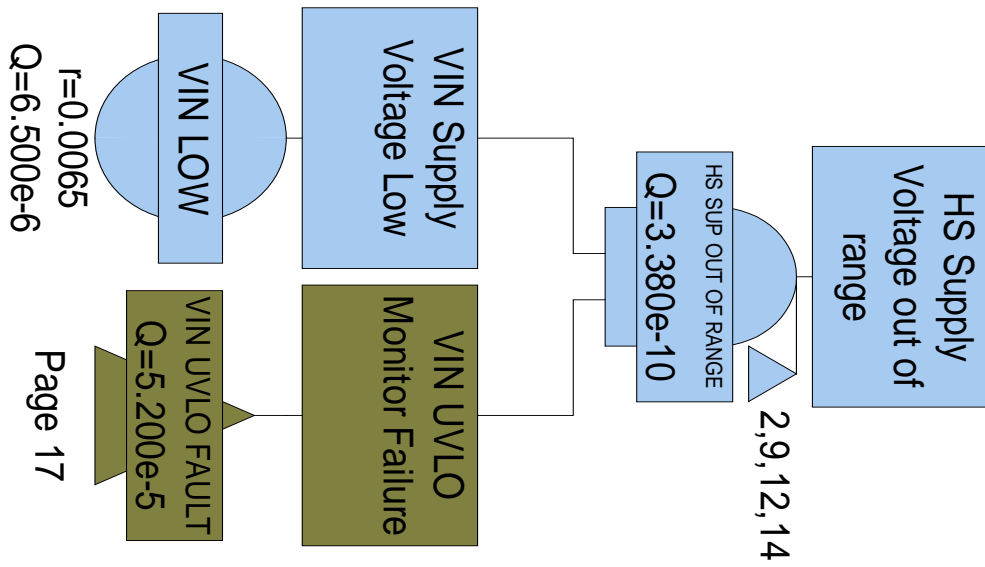 HS Supply
Voltage out of
range
2,9,12,14
HS SUP OUT OF RANGE
Q=3.380e-10
VIN Supply
Voltage Low
VIN UVLO
Monitor Failure
VIN LOW
r=0.0065
Q=6.500e-6
VIN UVLO FAULT
Q=5.200e-5
Page 17